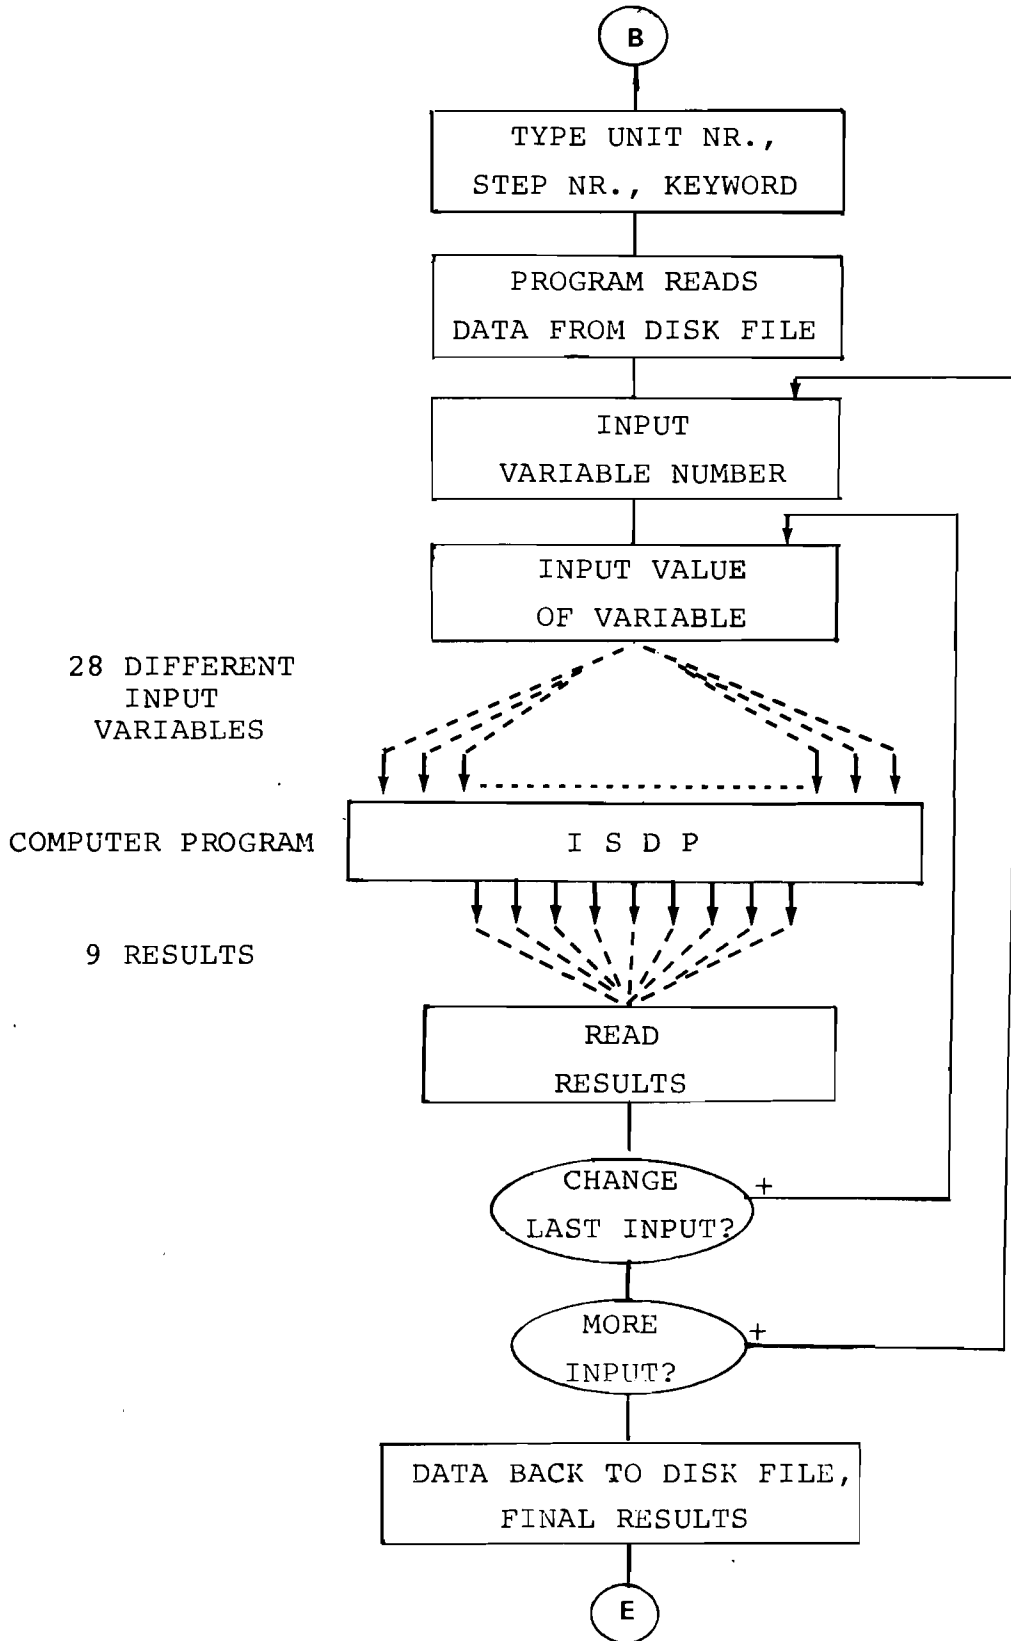 B
TYPE UNIT NR.,
STEP NR., KEYWORD
PROGRAM READS
DATA FROM DISK FILE
INPUT
VARIABLE NUMBER
INPUT VALUE
OF VARIABLE
28 DIFFERENT
INPUT
VARIABLES
COMPUTER PROGRAM
I S D P
9 RESULTS
READ
RESULTS
CHANGE
LAST INPUT?
+
MORE
INPUT?
+
DATA BACK TO DISK FILE,
FINAL RESULTS
E